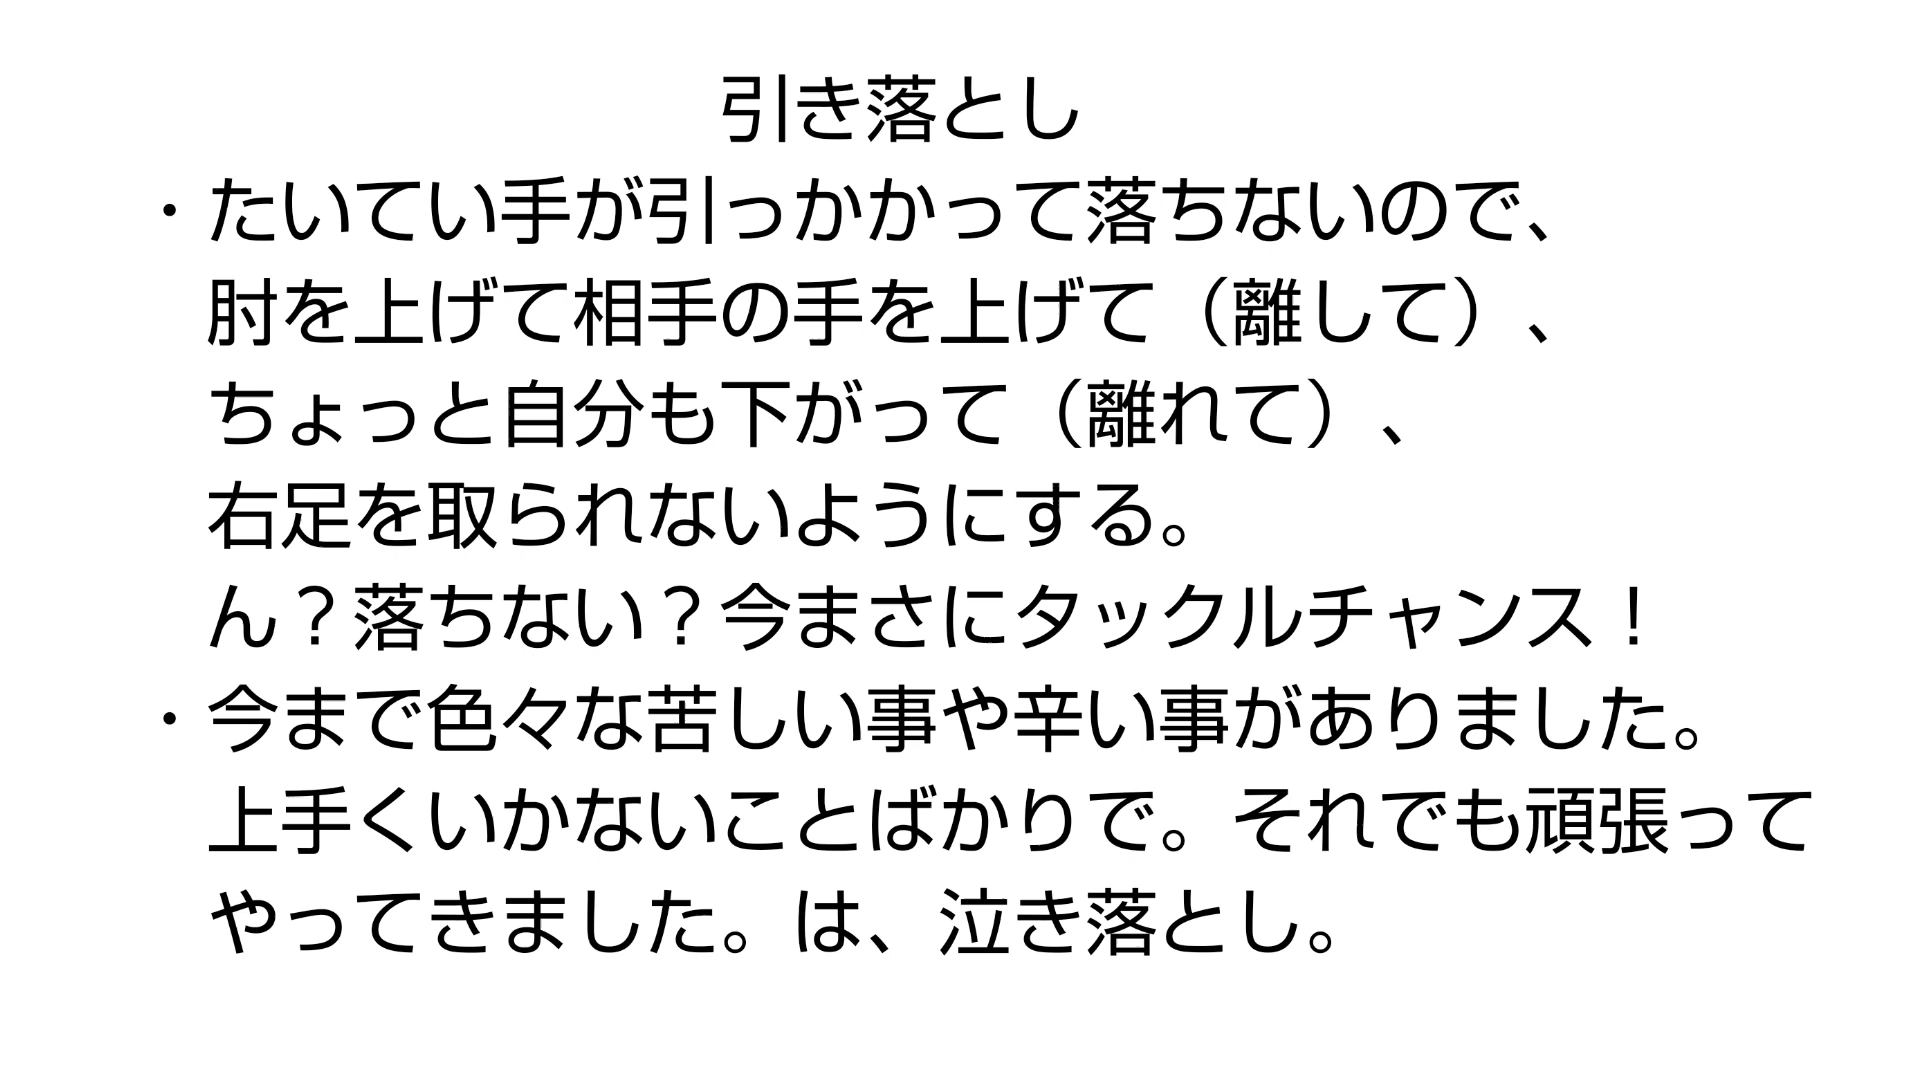 引き落とし
・たいてい手が引っかかって落ちないので、
肘を上げて相手の手を上げて（離して）、
ちょっと自分も下がって（離れて）、
右足を取られないようにする。
ん？落ちない？今まさにタックルチャンス！
・今まで色々な苦しい事や辛い事がありました。
上手くいかないことばかりで。それでも頑張って
やってきました。は、泣き落とし。